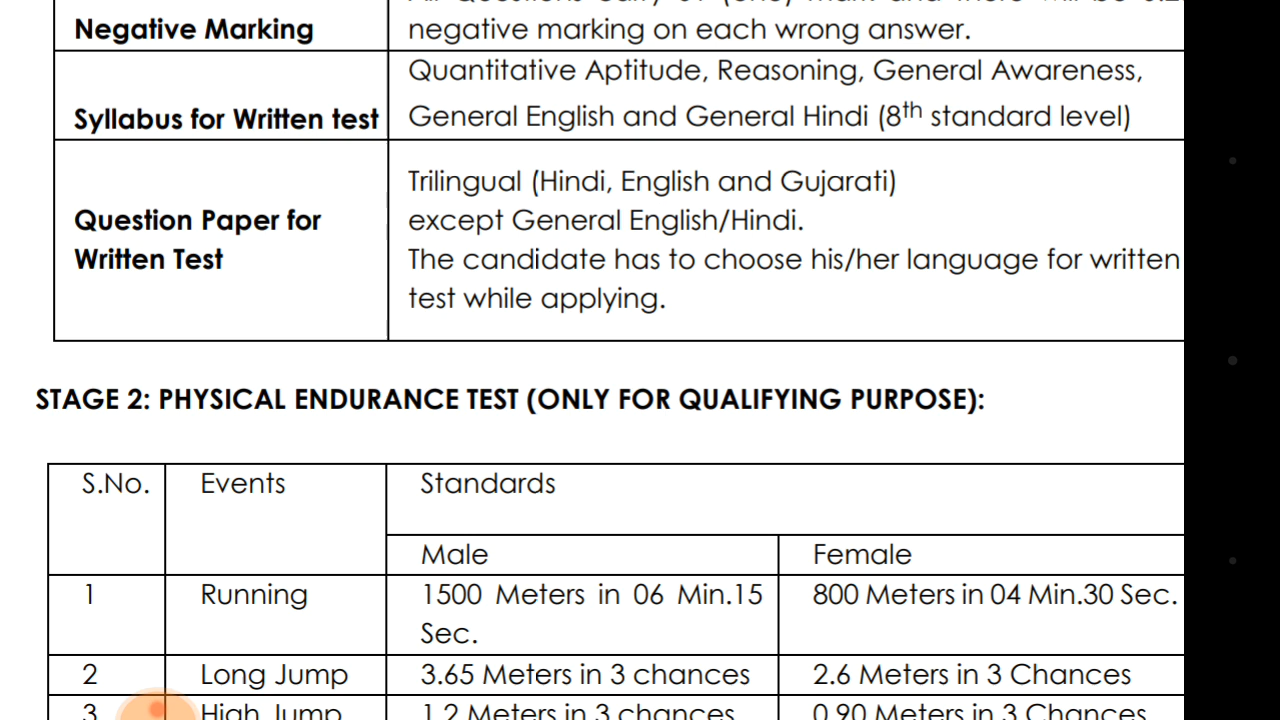 negative marking on each wrong answer.
Negative Marking
Quantitative Aptitude, Reasoning, General Awareness,
General English and General Hindi (8th standard level)
Syllabus for Written test
Trilingual (Hindi, English and Gujarati)
except General English/Hindi.
The candidate has to choose his/her language for written
test while applying.
Question Paper for
Written Test
STAGE 2: PHYSICAL ENDURANCE TEST (ONLY FOR QUALIFYING PURPOSE):
S.No. Events Standards
Male Female
1 Running 1500 Meters in 06 Min.15 800 Meters in 04 Min.30 Sec.
Sec.
2 Long Jump 3.65 Meters in 3 chances 2.6 Meters in 3 Chances
3 High Jump 1.2 Meters in 3 chances 0.90 Meters in 3 Chances